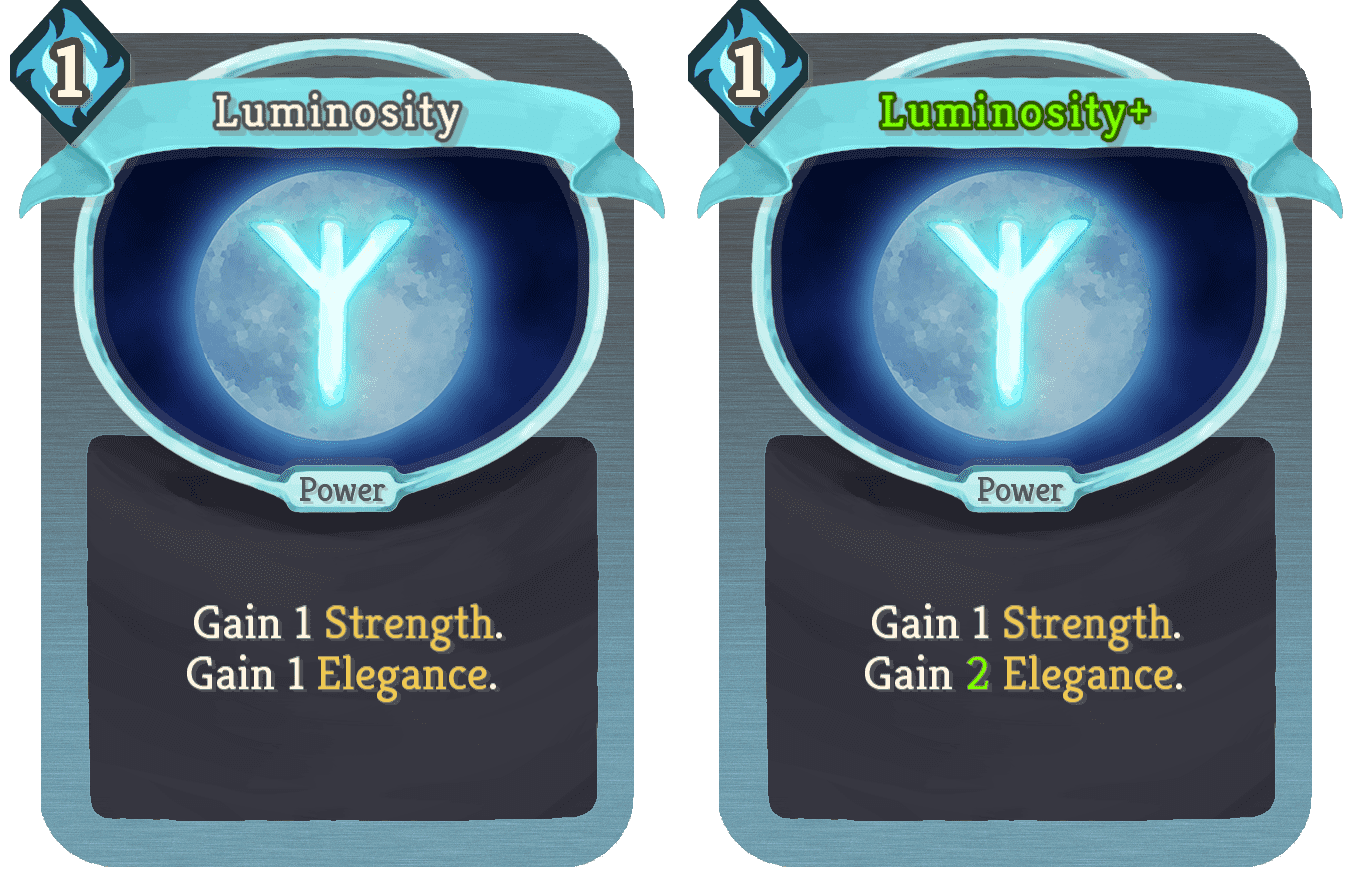 1
Luminosity
Power
Gain 1 Strength.
Gain 1 Elegance.
1
Luminosity+
Power
Gain 1 Strength.
Gain 2 Elegance.